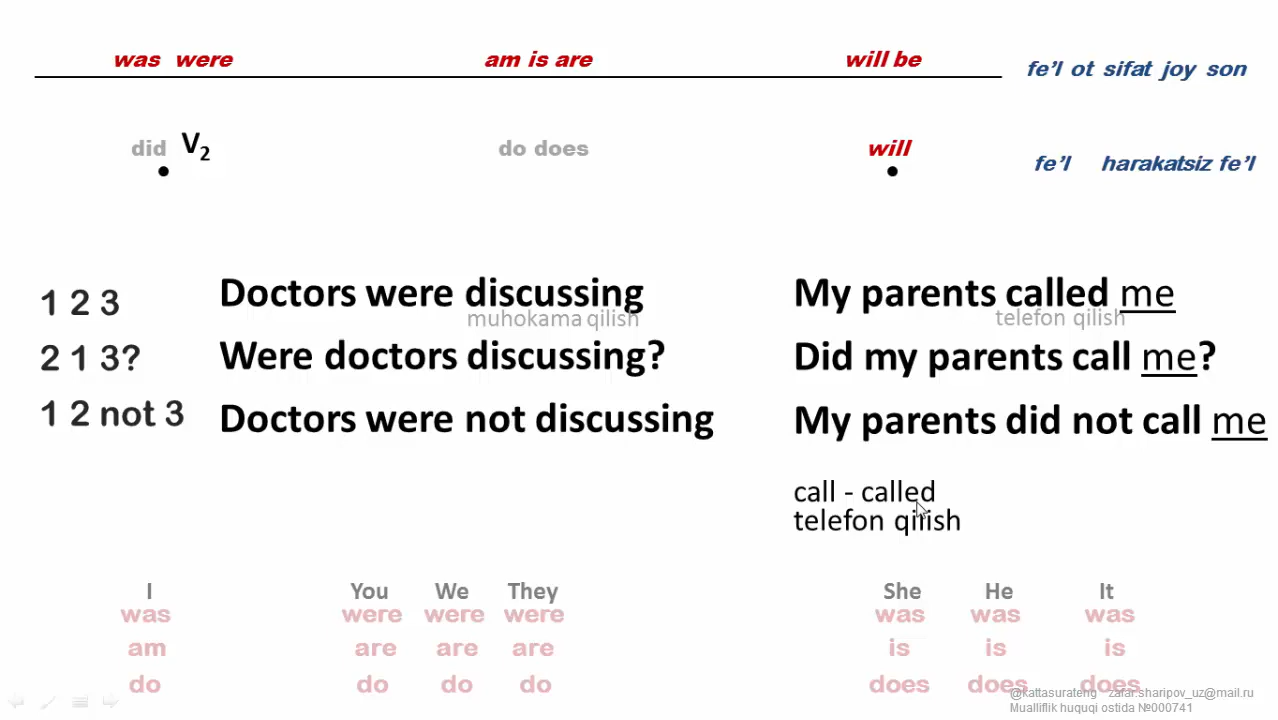 was were am is are will be fe’l ot sifat joy son
did V₂ do does will fe’l harakatsiz fe’l
1 2 3 Doctors were discussing My parents called me
muhokama qilish telefon qilish
2 1 3? Were doctors discussing? Did my parents call me?
1 2 not 3 Doctors were not discussing My parents did not call me
call - called
telefon qilish
I You We They She He It
was were were were was was was
am are are are is is is
do do do do does does does
@kattasurateng zafar.sharipov_uz@mail.ru
Mualliflik huquqi ostida №000741